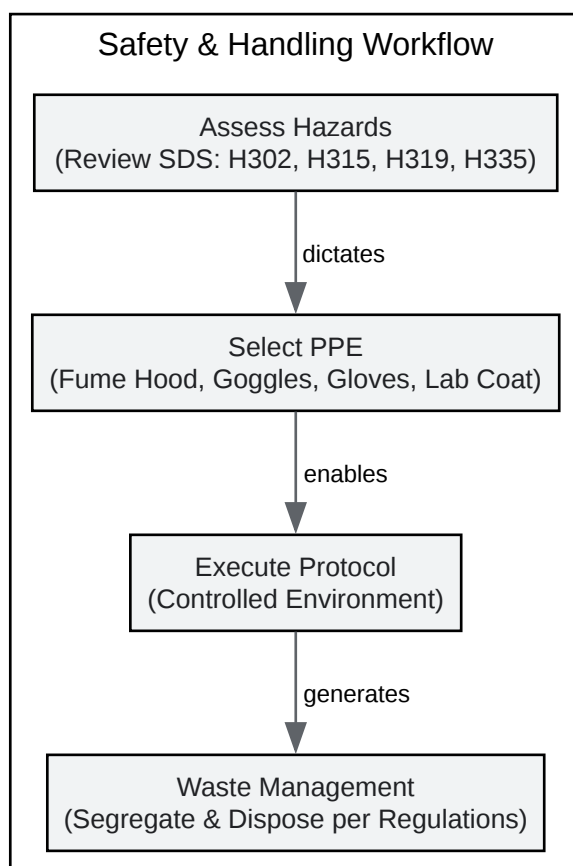 Safety & Handling Workflow
Assess Hazards
(Review SDS: H302, H315, H319, H335)
dictates
Select PPE
(Fume Hood, Goggles, Gloves, Lab Coat)
enables
Execute Protocol
(Controlled Environment)
generates
Waste Management
(Segregate & Dispose per Regulations)